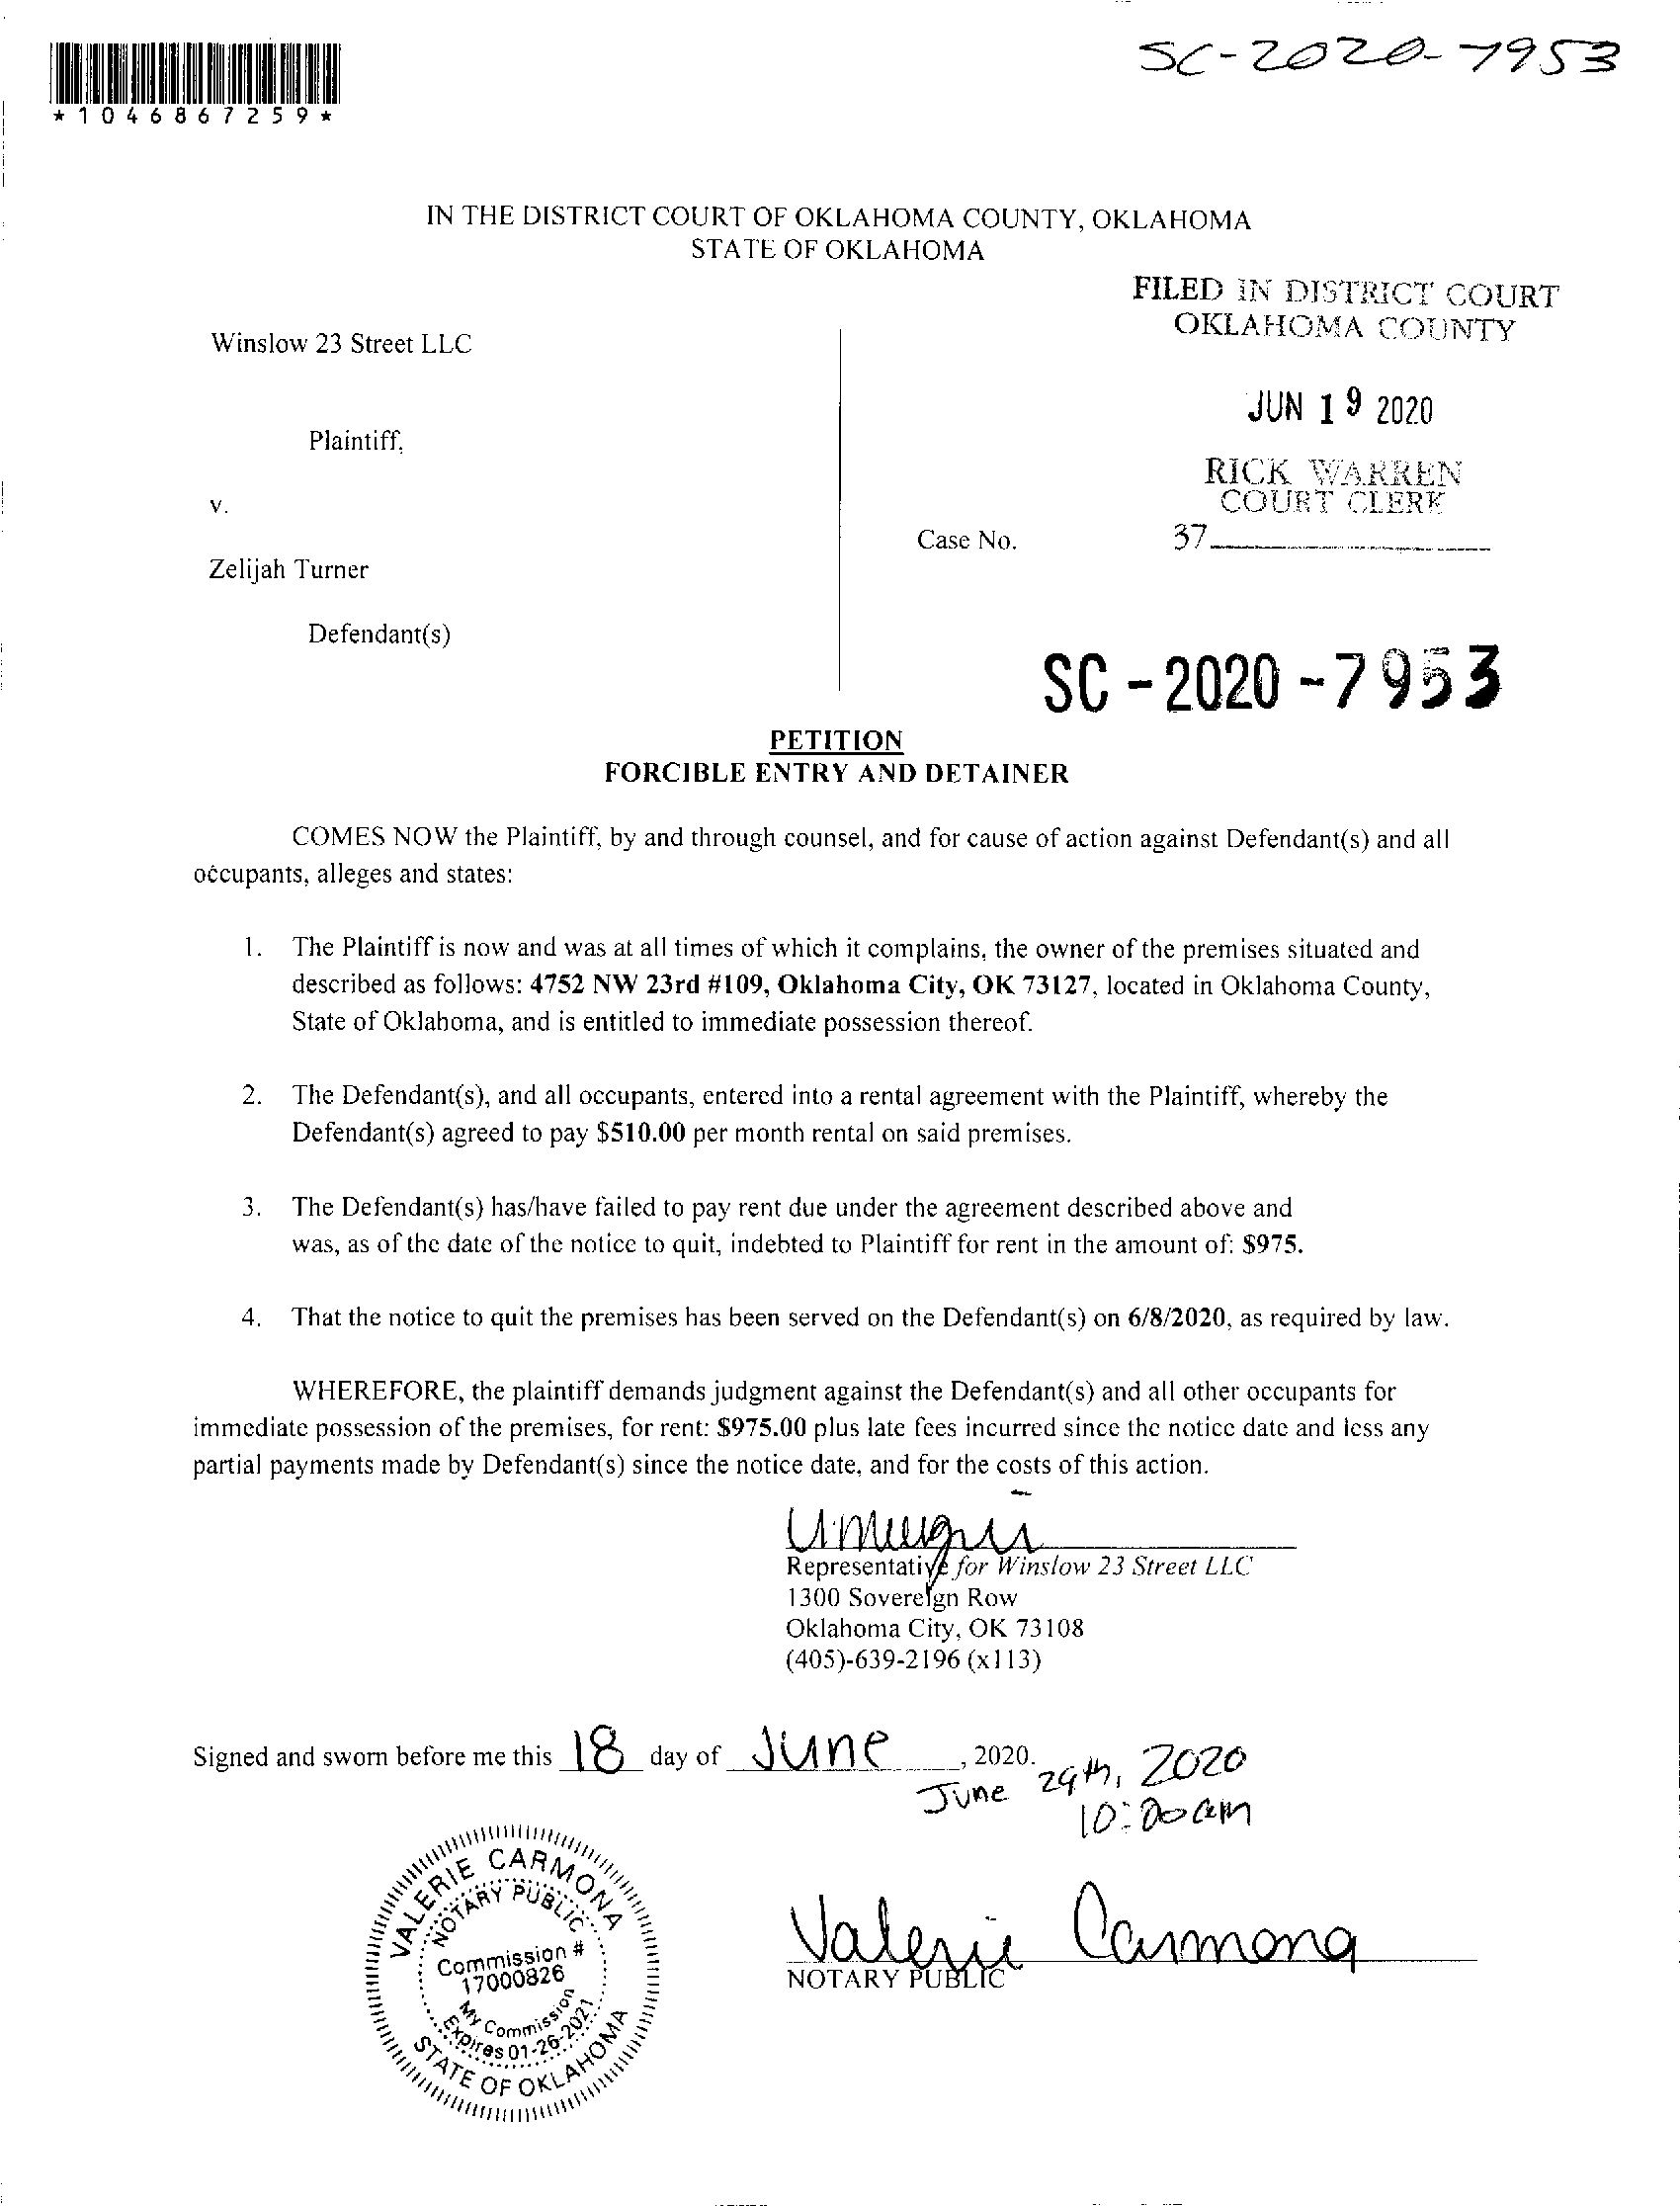 SC-2020-7953
*1046867259*
IN THE DISTRICT COURT OF OKLAHOMA COUNTY, OKLAHOMA
STATE OF OKLAHOMA
FILED IN DISTRICT COURT
OKLAHOMA COUNTY
Winslow 23 Street LLC
JUN 19 2020
Plaintiff,
RICK WARREN
COURT CLERK
v.
Case No.
37
Zelijah Turner
Defendant(s)
SC-2020-7953
PETITION
FORCIBLE ENTRY AND DETAINER
COMES NOW the Plaintiff, by and through counsel, and for cause of action against Defendant(s) and all
occupants, alleges and states:
1. The Plaintiff is now and was at all times of which it complains, the owner of the premises situated and
described as follows: 4752 NW 23rd #109, Oklahoma City, OK 73127, located in Oklahoma County,
State of Oklahoma, and is entitled to immediate possession thereof.
2. The Defendant(s), and all occupants, entered into a rental agreement with the Plaintiff, whereby the
Defendant(s) agreed to pay $510.00 per month rental on said premises.
3. The Defendant(s) has/have failed to pay rent due under the agreement described above and
was, as of the date of the notice to quit, indebted to Plaintiff for rent in the amount of: $975.
4. That the notice to quit the premises has been served on the Defendant(s) on 6/8/2020, as required by law.
WHEREFORE, the plaintiff demands judgment against the Defendant(s) and all other occupants for
immediate possession of the premises, for rent: $975.00 plus late fees incurred since the notice date and less any
partial payments made by Defendant(s) since the notice date, and for the costs of this action.
Representative for Winslow 23 Street LLC
1300 Sovereign Row
Oklahoma City, OK 73108
(405)-639-2196 (x113)
Signed and sworn before me this 18 day of June, 2020.
June 29th, 2020
10:00am
VALERIE CARMONA
NOTARY PUBLIC
Commission #
17000826
My Commission
Expires 01-26-2021
STATE OF OKLAHOMA
Valerie Carmona
NOTARY PUBLIC